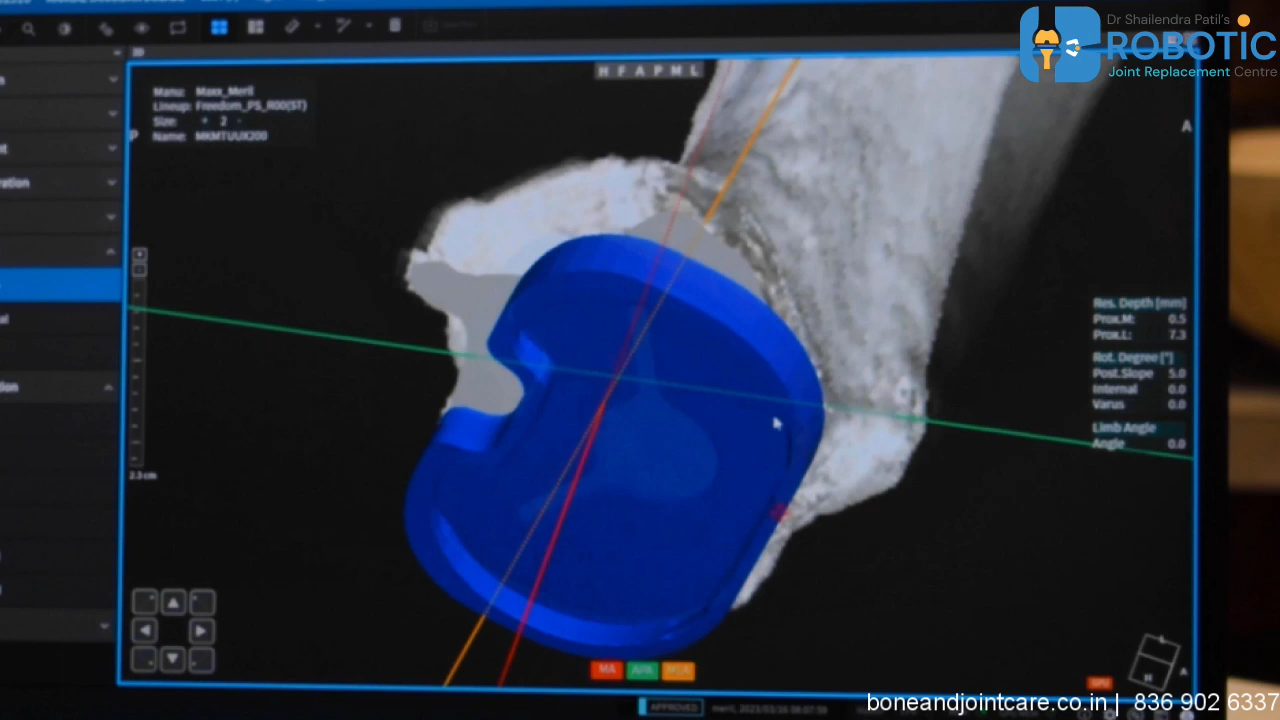 Dr Shailendra Patil's
ROBOTIC
Joint Replacement Centre
H F A P M L
Manu: Maxx_Meril
Lineup: Freedom_PS_R00(ST)
Size: + 2 -
Name: MKMTUUX200
P
A
Res. Depth [mm]
Prox.M: 0.5
Prox.L: 7.3
Rot. Degree [°]
Post.Slope 5.0
Internal 0.0
Varus 0.0
Limb Angle
Angle 0.0
2.3 cm
MA
APPROVED
boneandjointcare.co.in | 836 902 6337